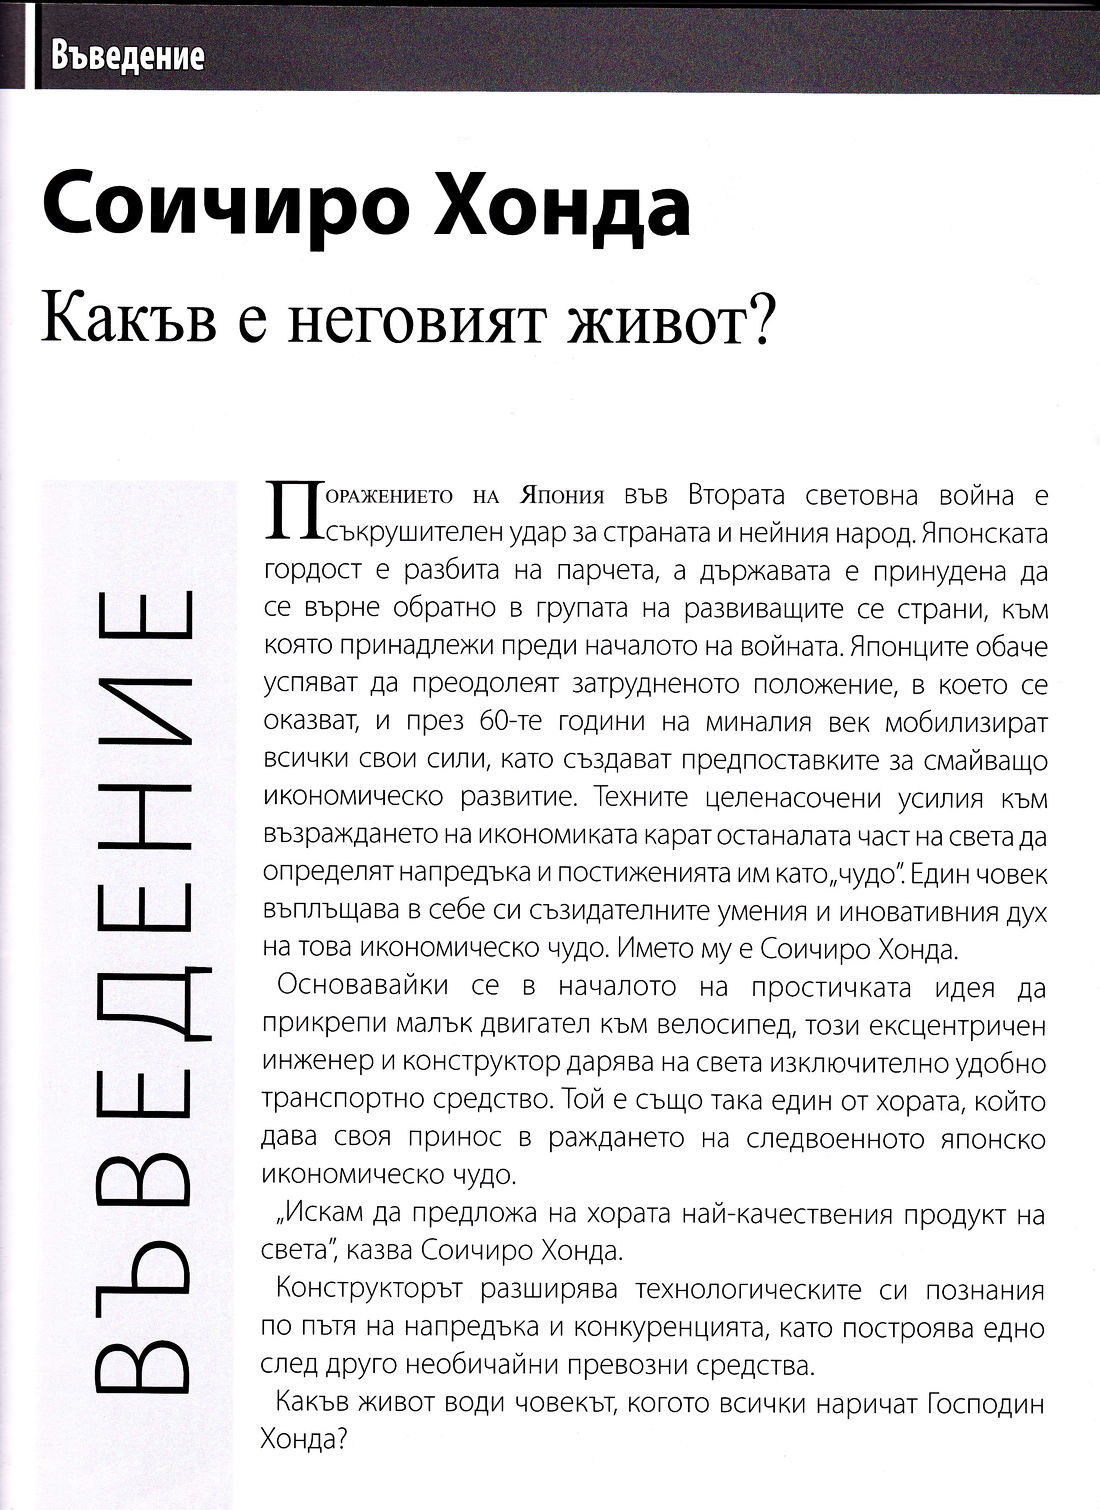 Въведение
Соичиро Хонда
Какъв е неговият живот?
ВЪВЕДЕНИЕ
Поражението на Япония във Втората световна война е
съкрушителен удар за страната и нейния народ. Японската
гордост е разбита на парчета, а държавата е принудена да
се върне обратно в групата на развиващите се страни, към
която принадлежи преди началото на войната. Японците обаче
успяват да преодолеят затрудненото положение, в което се
оказват, и през 60-те години на миналия век мобилизират
всички свои сили, като създават предпоставките за смайващо
икономическо развитие. Техните целенасочени усилия към
възраждането на икономиката карат останалата част на света да
определят напредъка и постиженията им като „чудо”. Един човек
въплъщава в себе си съзидателните умения и иновативния дух
на това икономическо чудо. Името му е Соичиро Хонда.
Основавайки се в началото на простичката идея да
прикрепи малък двигател към велосипед, този ексцентричен
инженер и конструктор дарява на света изключително удобно
транспортно средство. Той е също така един от хората, който
дава своя принос в раждането на следвоенното японско
икономическо чудо.
„Искам да предложа на хората най-качествения продукт на
света”, казва Соичиро Хонда.
Конструкторът разширява технологическите си познания
по пътя на напредъка и конкуренцията, като построява едно
след друго необичайни превозни средства.
Какъв живот води човекът, когото всички наричат Господин
Хонда?